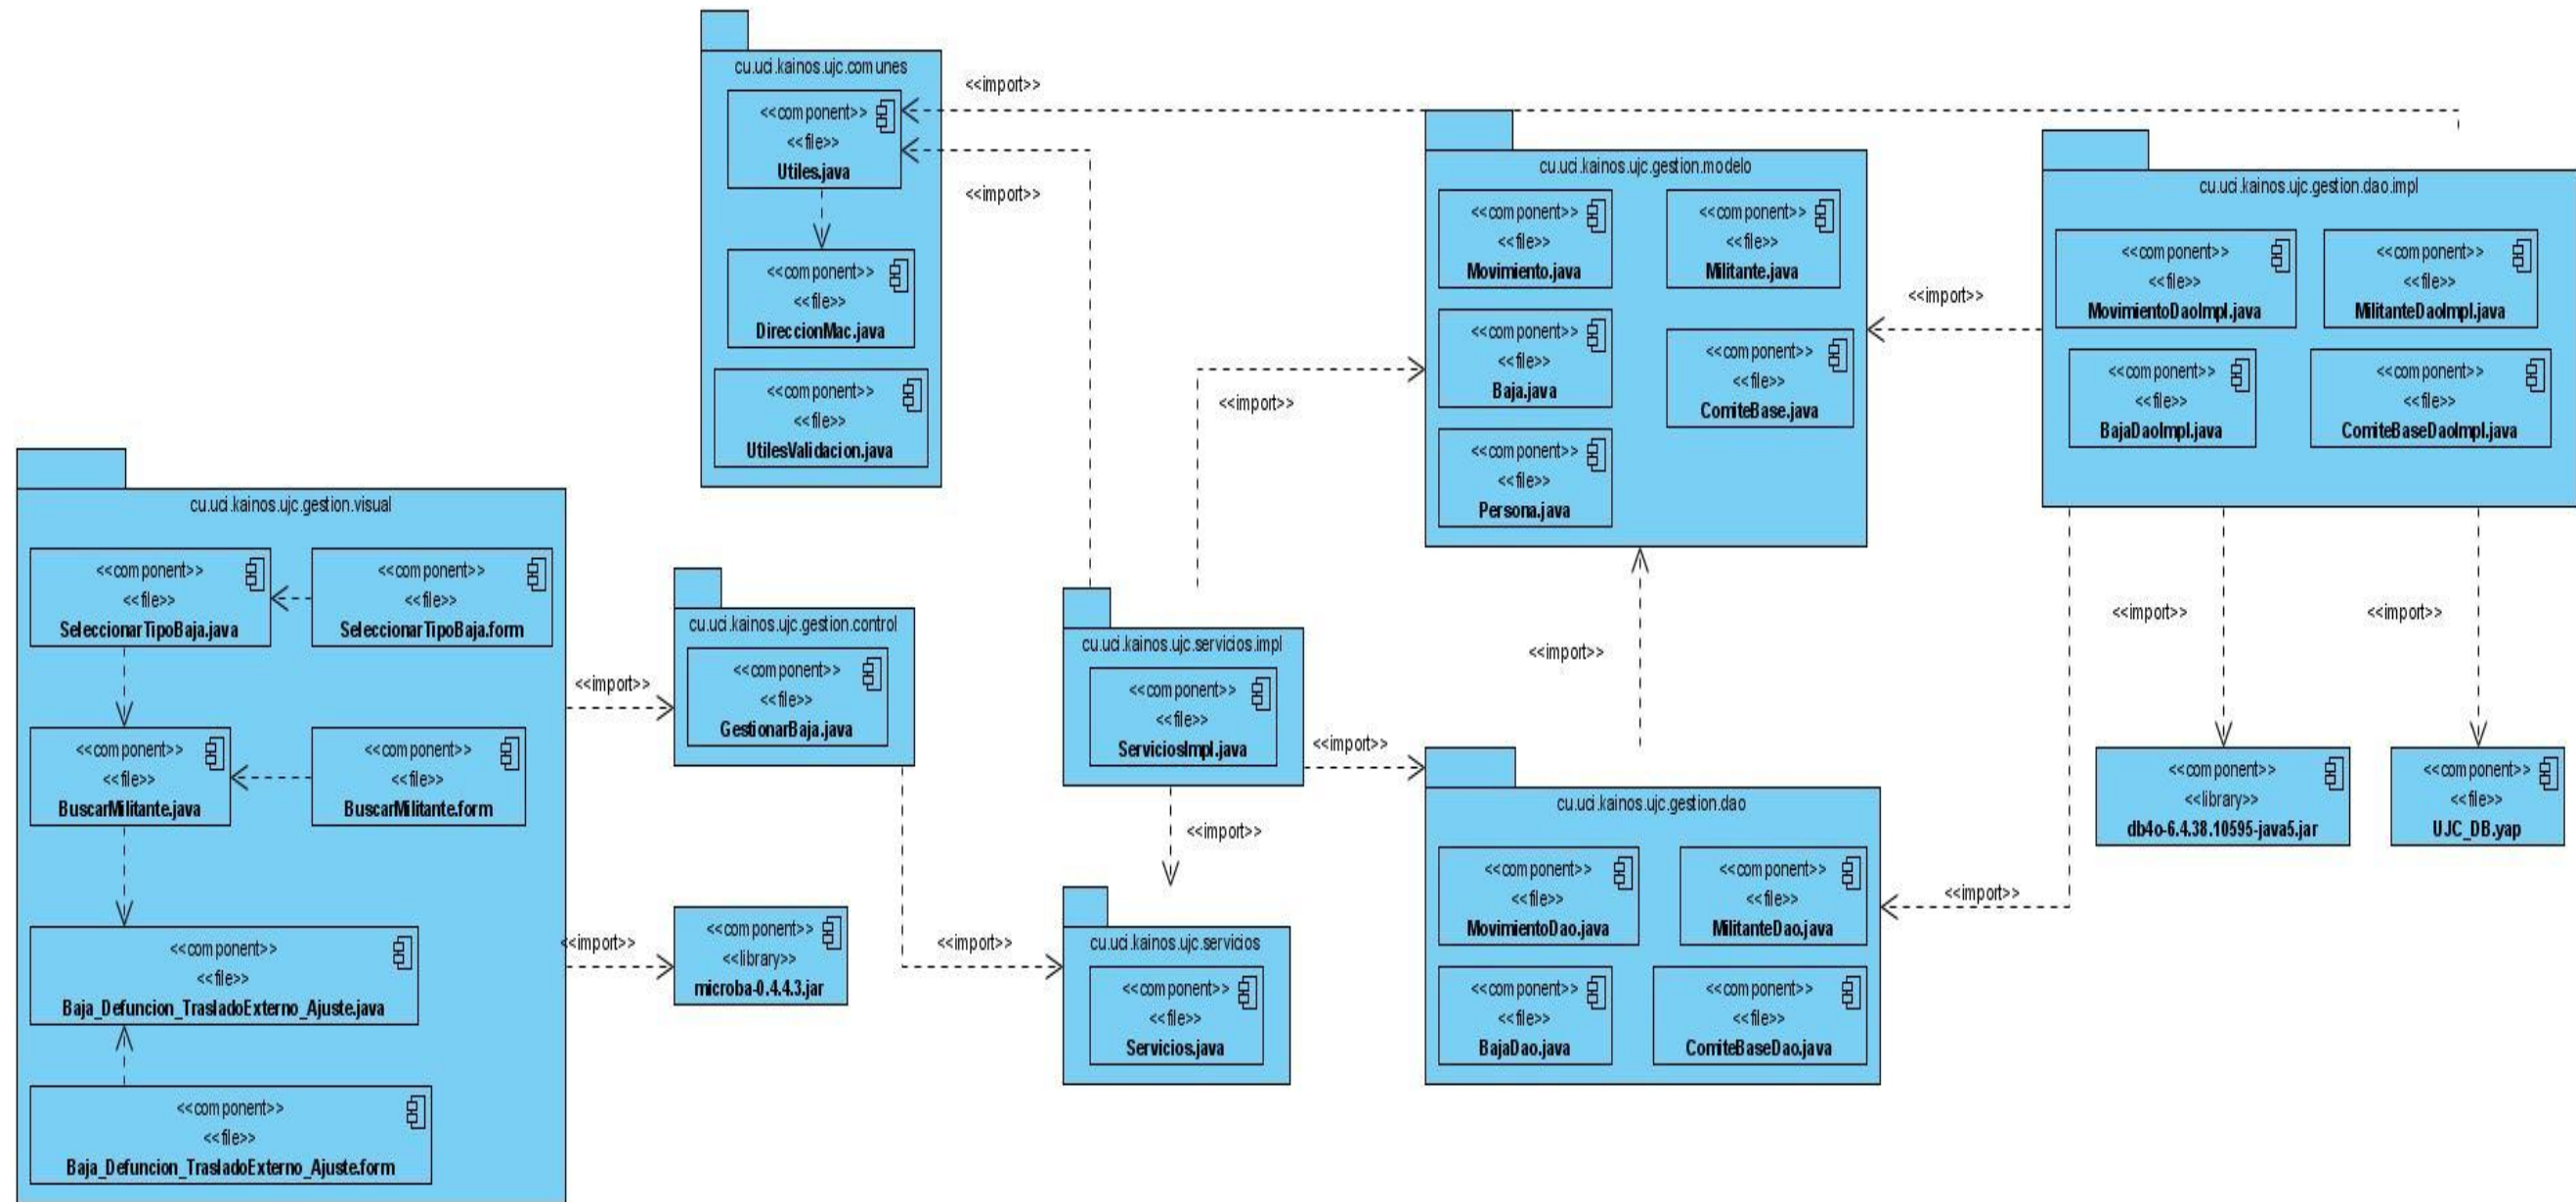 cu.uci.kainos.ujc.comunes
<<component>>
<<file>>
Utiles.java
<<component>>
<<file>>
DireccionMac.java
<<component>>
<<file>>
UtilesValidacion.java
<<import>>
<<import>>
cu.uci.kainos.ujc.gestion.modelo
<<component>>
<<file>>
Movimiento.java
<<component>>
<<file>>
Militante.java
<<component>>
<<file>>
Baja.java
<<component>>
<<file>>
ComiteBase.java
<<component>>
<<file>>
Persona.java
<<import>>
<<import>>
cu.uci.kainos.ujc.gestion.dao.impl
<<component>>
<<file>>
MovimientoDaoImpl.java
<<component>>
<<file>>
MilitanteDaoImpl.java
<<component>>
<<file>>
BajaDaoImpl.java
<<component>>
<<file>>
ComiteBaseDaoImpl.java
cu.uci.kainos.ujc.gestion.visual
<<component>>
<<file>>
SeleccionarTipoBaja.java
<<component>>
<<file>>
SeleccionarTipoBaja.form
<<component>>
<<file>>
BuscarMilitante.java
<<component>>
<<file>>
BuscarMilitante.form
<<component>>
<<file>>
Baja_Defuncion_TrasladoExterno_Ajuste.java
<<component>>
<<file>>
Baja_Defuncion_TrasladoExterno_Ajuste.form
<<import>>
<<import>>
cu.uci.kainos.ujc.gestion.control
<<component>>
<<file>>
GestionarBaja.java
<<component>>
<<library>>
microba-0.4.4.3.jar
<<import>>
cu.uci.kainos.ujc.servicios.impl
<<component>>
<<file>>
ServiciosImpl.java
<<import>>
<<import>>
cu.uci.kainos.ujc.servicios
<<component>>
<<file>>
Servicios.java
<<import>>
cu.uci.kainos.ujc.gestion.dao
<<component>>
<<file>>
MovimientoDao.java
<<component>>
<<file>>
MilitanteDao.java
<<component>>
<<file>>
BajaDao.java
<<component>>
<<file>>
ComiteBaseDao.java
<<import>>
<<import>>
<<import>>
<<component>>
<<library>>
db4o-6.4.38.10595-java5.jar
<<component>>
<<file>>
UJC_DB.yap